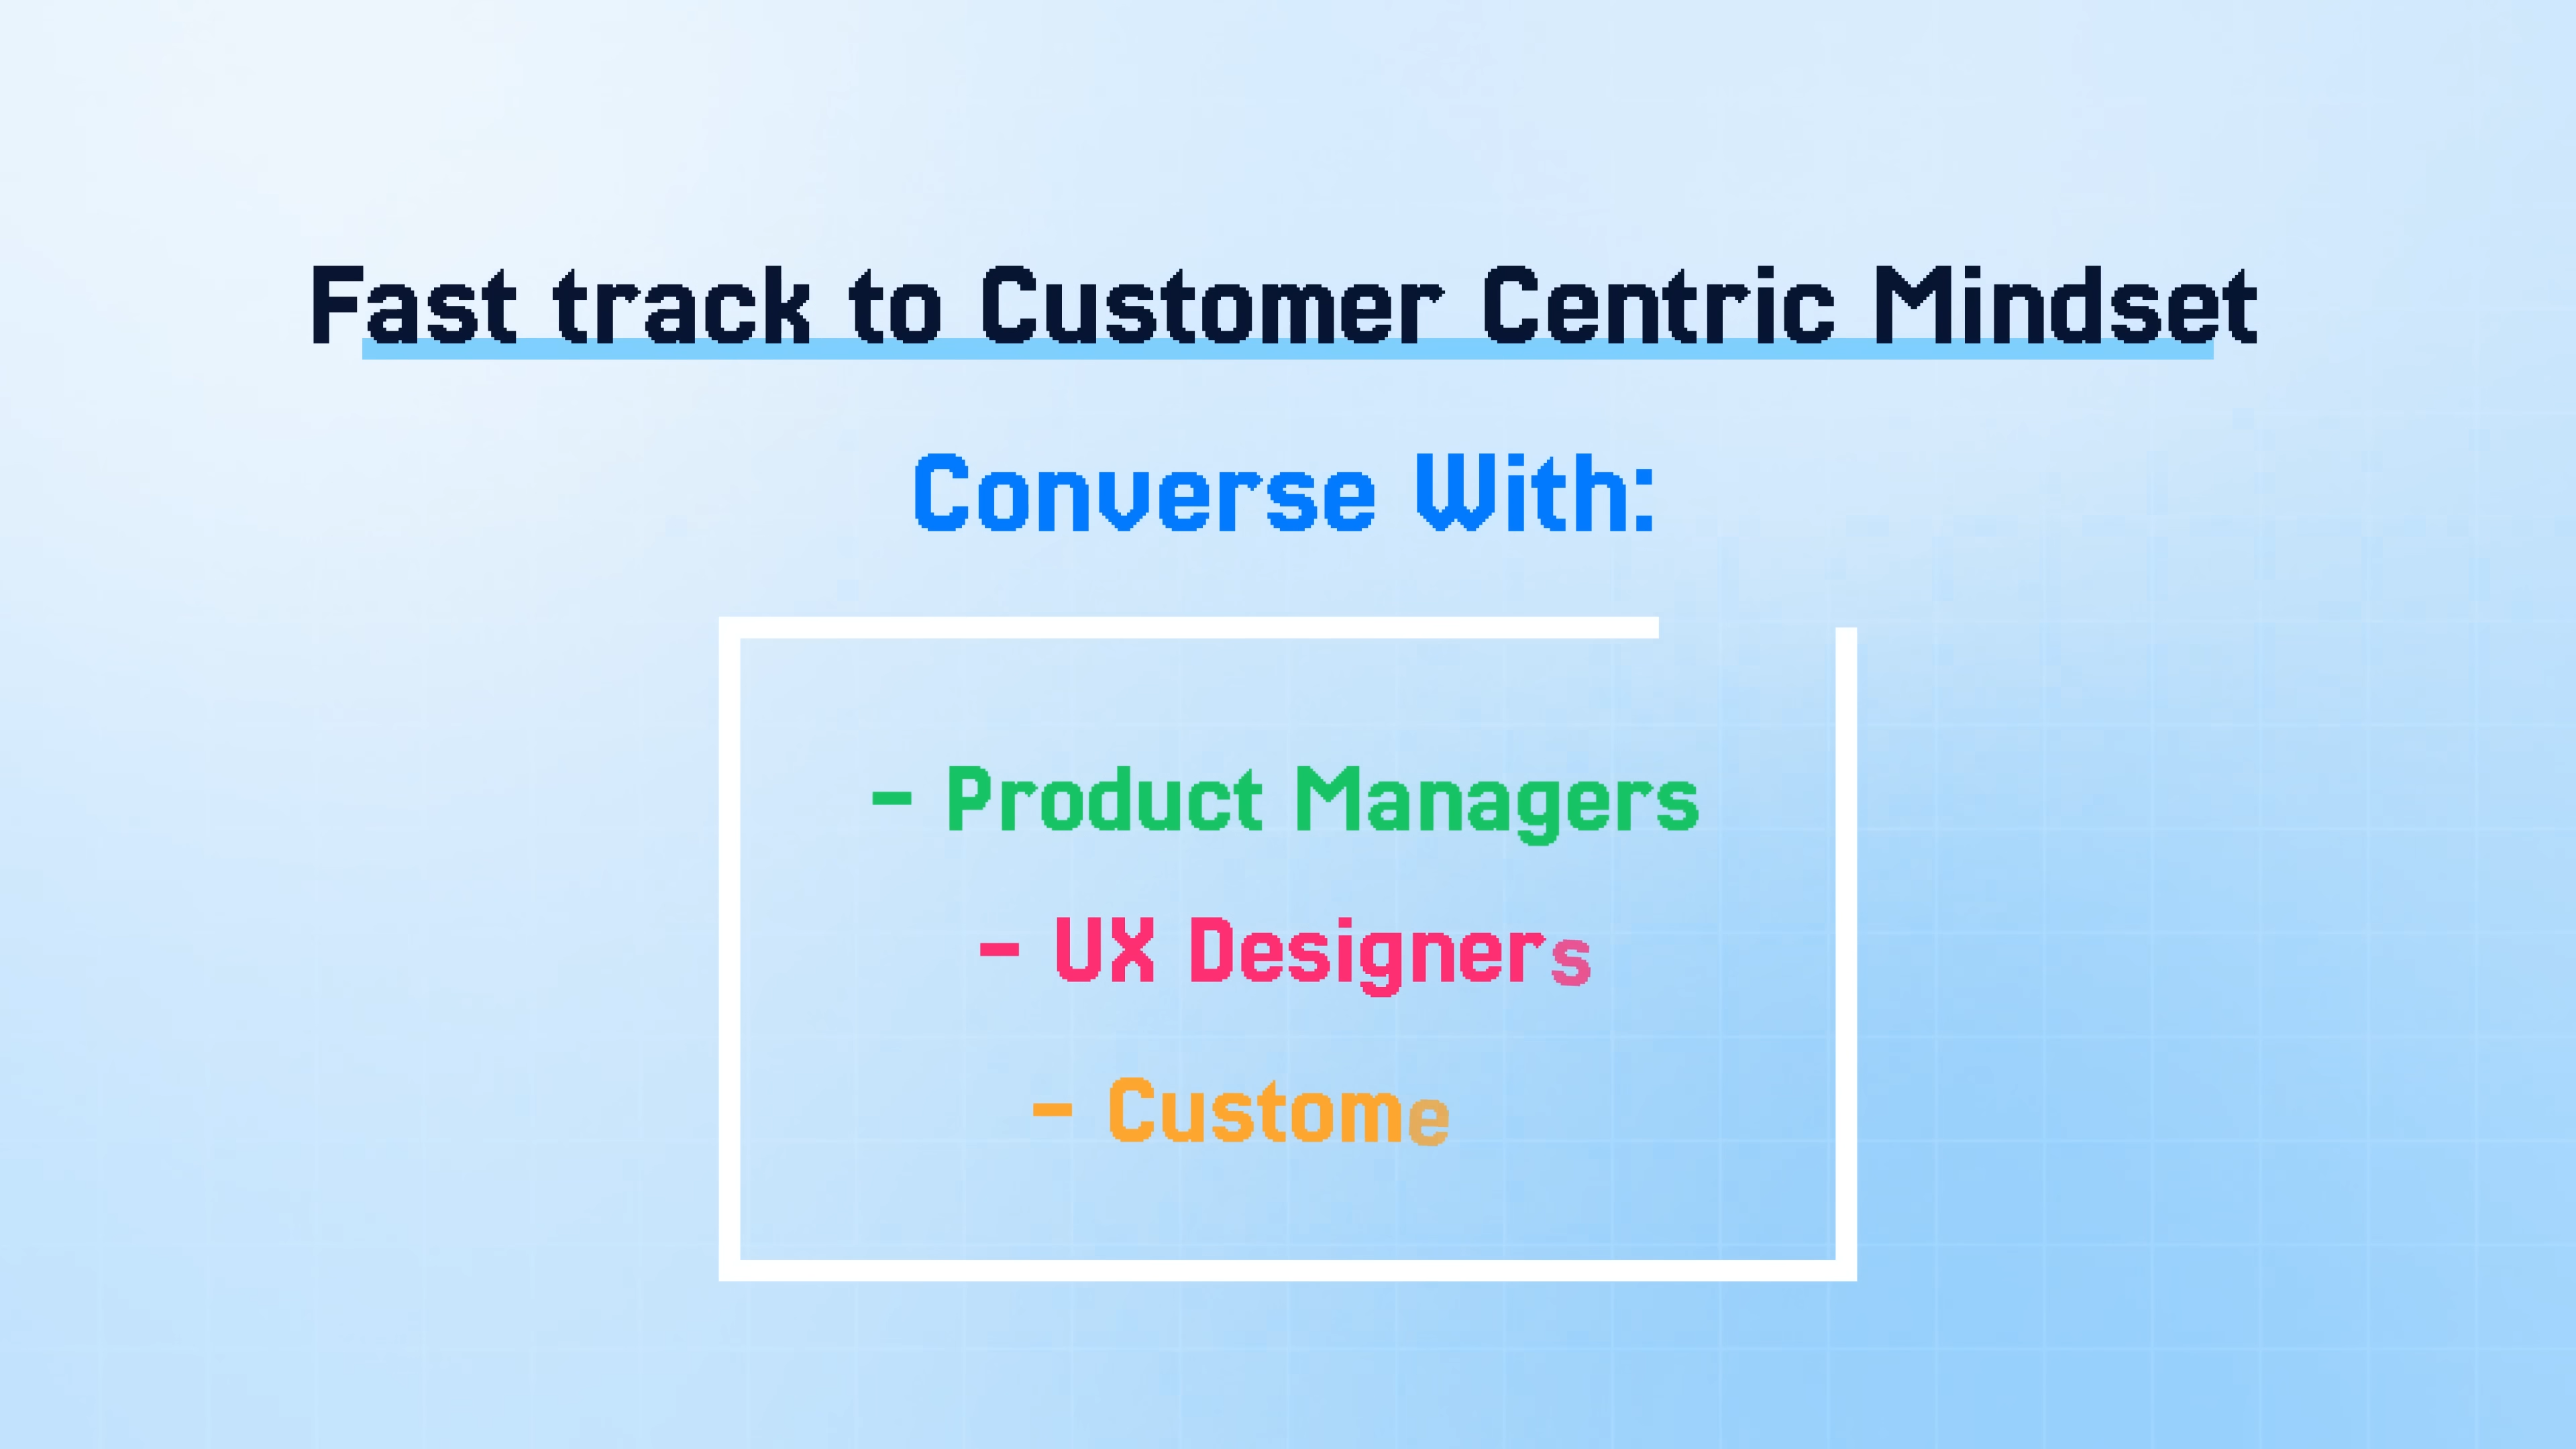 Fast track to Customer Centric Mindset
Converse With:
- Product Managers
- UX Designers
- Custome